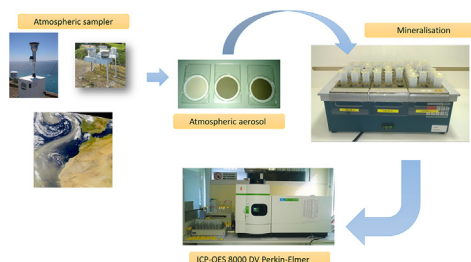 Atmospheric sampler
Mineralisation
Atmospheric aerosol
ICP-OES 8000 DV Perkin-Elmer